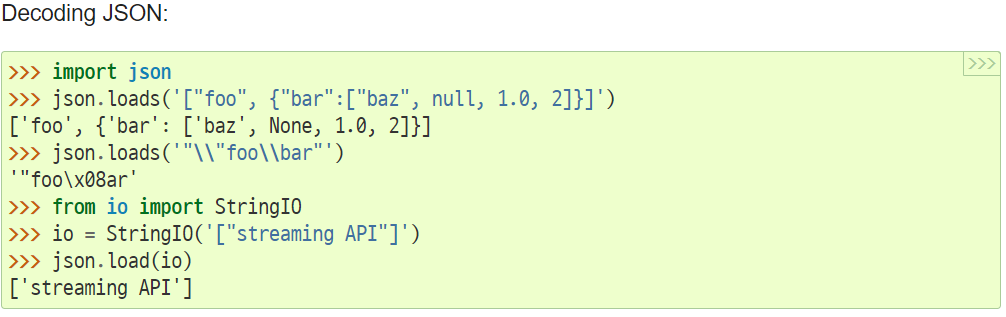 Decoding JSON:
>>>
>>> import json
>>> json.loads('["foo", {"bar":["baz", null, 1.0, 2]}]')
['foo', {'bar': ['baz', None, 1.0, 2]}]
>>> json.loads('"\\"foo\\bar"')
'"foo\x08ar'
>>> from io import StringIO
>>> io = StringIO('["streaming API"]')
>>> json.load(io)
['streaming API']